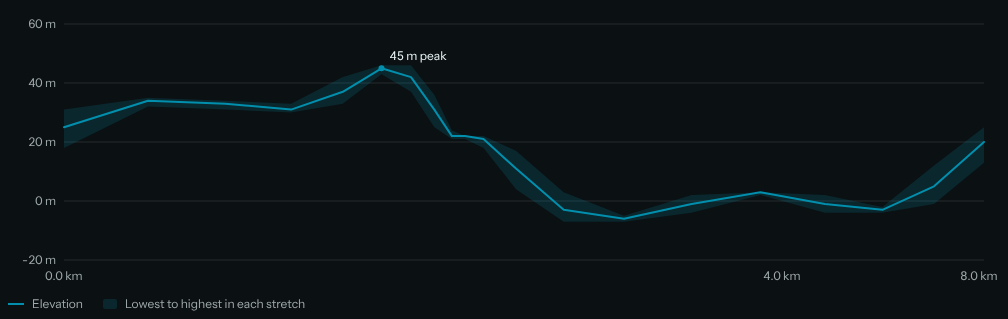 60 m
45 m peak
40 m
20 m
0 m
-20 m
0.0 km 4.0 km 8.0 km
Elevation Lowest to highest in each stretch